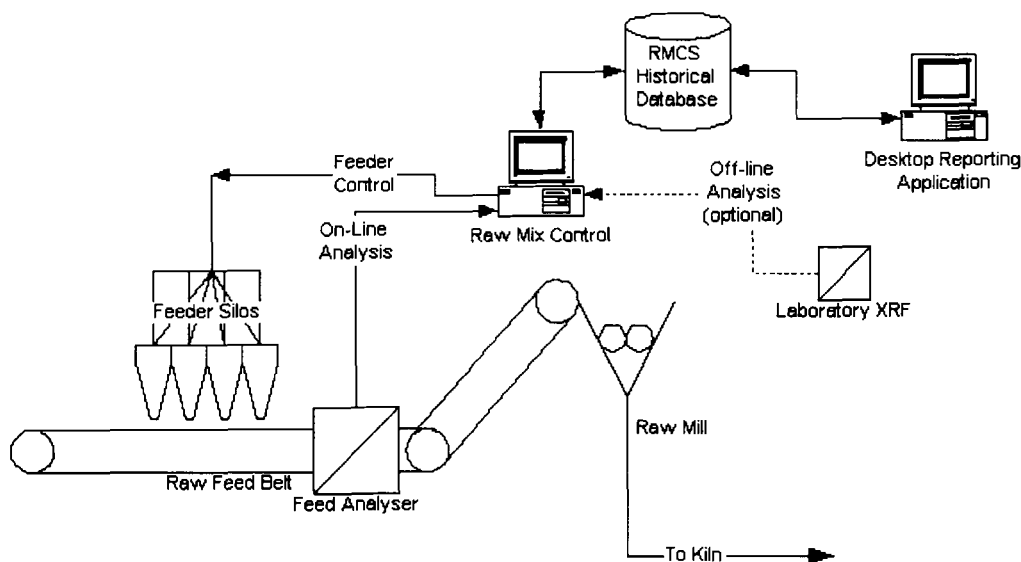 RMCS
Historical
Database
Desktop Reporting
Application
Feeder
Control
Off-line
Analysis
(optional)
On-Line
Analysis
Raw Mix Control
Feeder Silos
Laboratory XRF
Raw Mill
Raw Feed Belt
Feed Analyser
To Kiln